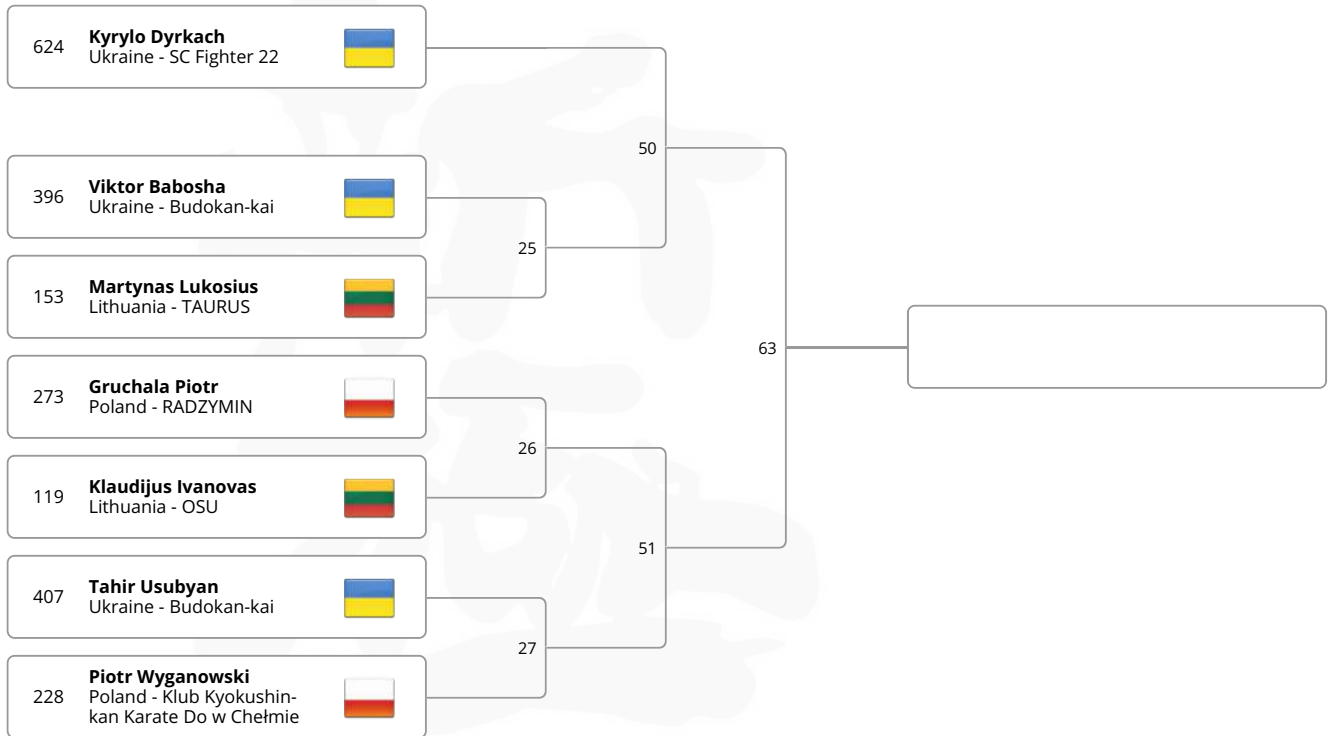 624
Kyrylo Dyrkach
Ukraine - SC Fighter 22
50
396
Viktor Babosha
Ukraine - Budokan-kai
25
153
Martynas Lukosius
Lithuania - TAURUS
63
273
Gruchala Piotr
Poland - RADZYMIN
26
119
Klaudijus Ivanovas
Lithuania - OSU
51
407
Tahir Usubyan
Ukraine - Budokan-kai
27
228
Piotr Wyganowski
Poland - Klub Kyokushin-
kan Karate Do w Chełmie